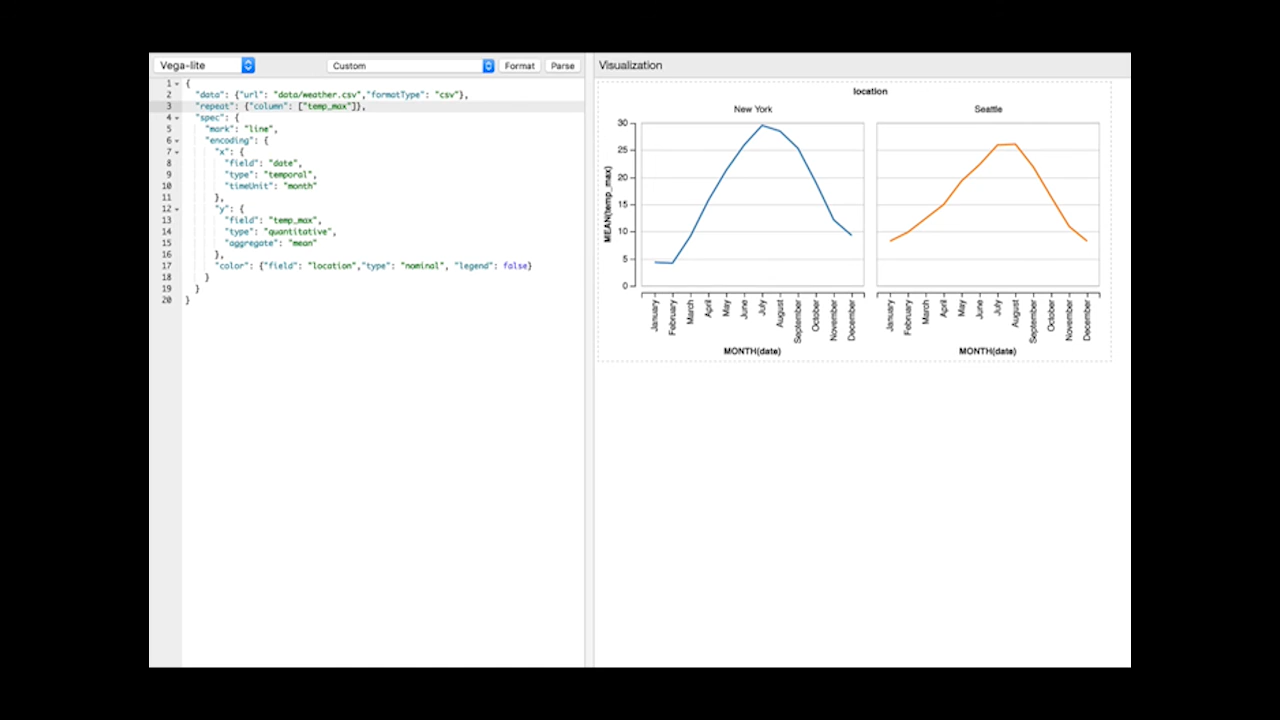 Vega-lite Custom Format Parse Visualization
1 {
2 "data": {"url": "data/weather.csv","formatType": "csv"},
3 "repeat": {"column": ["temp_max"]},
4 "spec": {
5 "mark": "line",
6 "encoding": {
7 "x": {
8 "field": "date",
9 "type": "temporal",
10 "timeUnit": "month"
11 },
12 "y": {
13 "field": "temp_max",
14 "type": "quantitative",
15 "aggregate": "mean"
16 },
17 "color": {"field": "location","type": "nominal", "legend": false}
18 }
19 }
20 }
location
New York Seattle
30
25
20
15
10
5
0
MEAN(temp_max)
January February March April May June July August September October November December
January February March April May June July August September October November December
MONTH(date) MONTH(date)